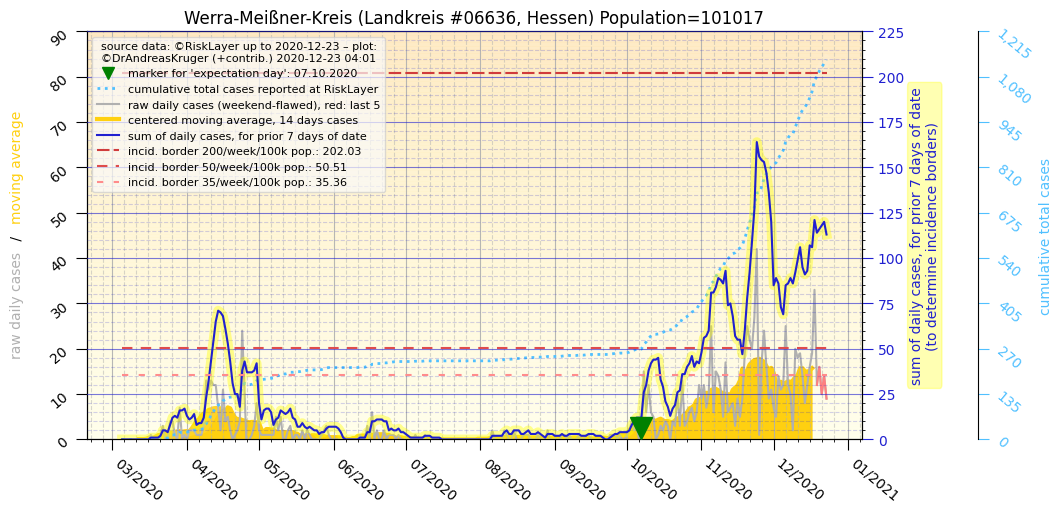 Werra-Meißner-Kreis (Landkreis #06636, Hessen) Population=101017
source data: ©RiskLayer up to 2020-12-23 – plot:
©DrAndreasKruger (+contrib.) 2020-12-23 04:01
marker for 'expectation day': 07.10.2020
cumulative total cases reported at RiskLayer
raw daily cases (weekend-flawed), red: last 5
centered moving average, 14 days cases
sum of daily cases, for prior 7 days of date
incid. border 200/week/100k pop.: 202.03
incid. border 50/week/100k pop.: 50.51
incid. border 35/week/100k pop.: 35.36
raw daily cases / moving average
90
80
70
60
50
40
30
20
10
0
225
200
175
150
125
100
75
50
25
0
sum of daily cases, for prior 7 days of date
(to determine incidence borders)
1,215
1,080
945
810
675
540
405
270
135
0
cumulative total cases
03/2020
04/2020
05/2020
06/2020
07/2020
08/2020
09/2020
10/2020
11/2020
12/2020
01/2021